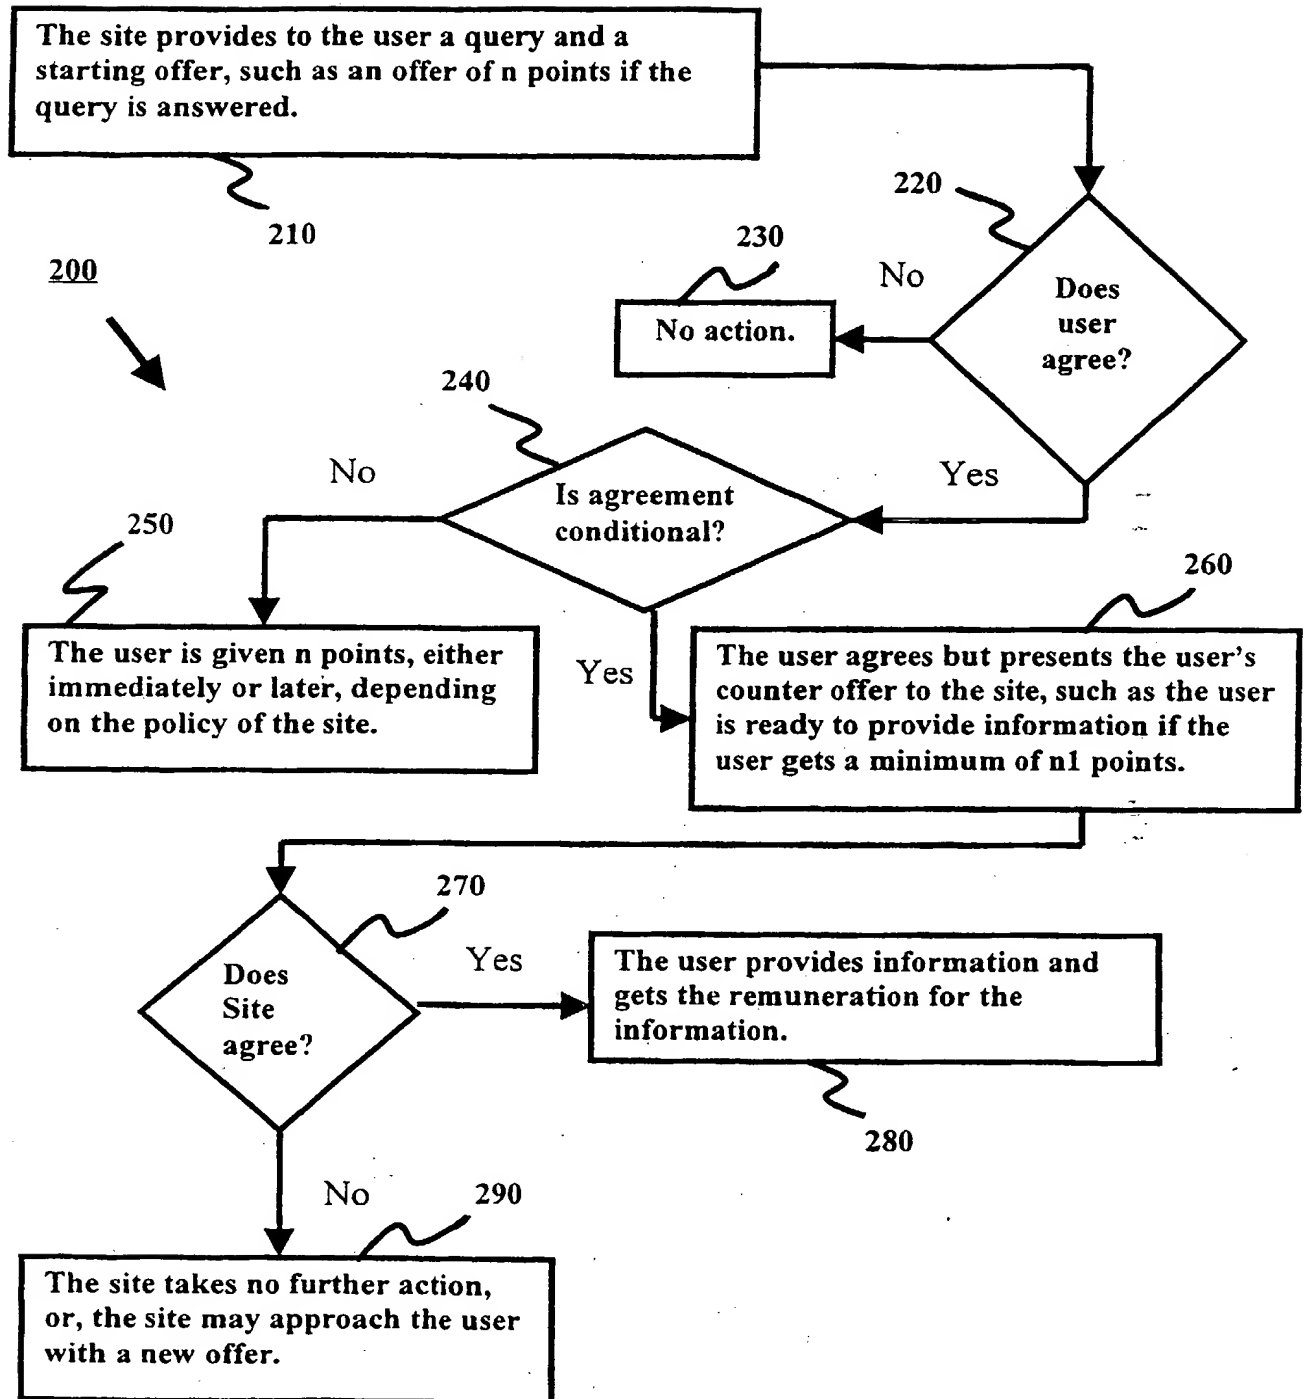 The site provides to the user a query and a
starting offer, such as an offer of n points if the
query is answered.
210
220
200
230
No
Does
user
agree?
No action.
240
No
Yes
Is agreement
conditional?
250
260
The user is given n points, either
immediately or later, depending
on the policy of the site.
Yes
The user agrees but presents the user's
counter offer to the site, such as the user
is ready to provide information if the
user gets a minimum of n1 points.
270
Does
Site
agree?
Yes
The user provides information and
gets the remuneration for the
information.
280
No
290
The site takes no further action,
or, the site may approach the user
with a new offer.